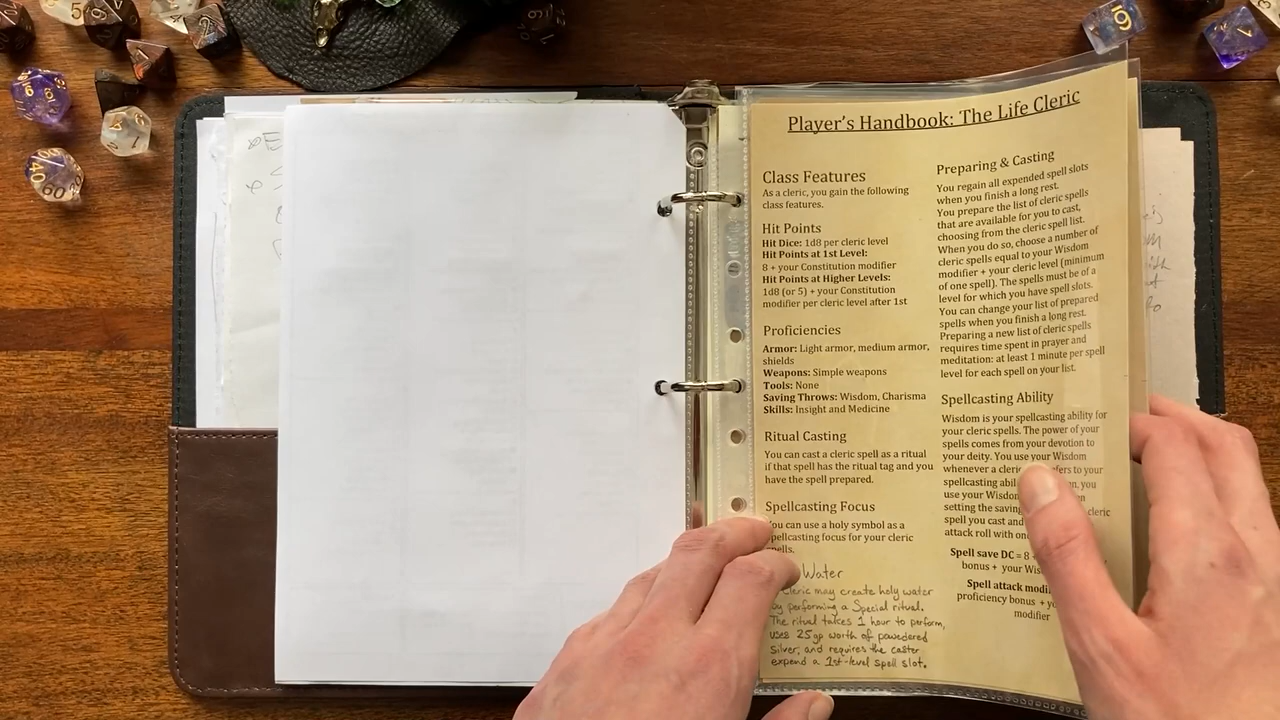 Player's Handbook: The Life Cleric
Class Features
As a cleric, you gain the following
class features.
Hit Points
Hit Dice: 1d8 per cleric level
Hit Points at 1st Level:
8 + your Constitution modifier
Hit Points at Higher Levels:
1d8 (or 5) + your Constitution
modifier per cleric level after 1st
Proficiencies
Armor: Light armor, medium armor,
shields
Weapons: Simple weapons
Tools: None
Saving Throws: Wisdom, Charisma
Skills: Insight and Medicine
Ritual Casting
You can cast a cleric spell as a ritual
if that spell has the ritual tag and you
have the spell prepared.
Spellcasting Focus
You can use a holy symbol as a
spellcasting focus for your cleric
spells.
Water
cleric may create holy water
by performing a Special ritual.
The ritual takes 1 hour to perform,
uses 25gp worth of powedered
Silver, and requires the caster
expend a 1st-level spell slot.
Preparing & Casting
You regain all expended spell slots
when you finish a long rest.
You prepare the list of cleric spells
that are available for you to cast,
choosing from the cleric spell list.
When you do so, choose a number of
cleric spells equal to your Wisdom
modifier + your cleric level (minimum
of one spell). The spells must be of a
level for which you have spell slots.
You can change your list of prepared
spells when you finish a long rest.
Preparing a new list of cleric spells
requires time spent in prayer and
meditation: at least 1 minute per spell
level for each spell on your list.
Spellcasting Ability
Wisdom is your spellcasting ability for
your cleric spells. The power of your
spells comes from your devotion to
your deity. You use your Wisdom
whenever a cleric refers to your
spellcasting you
use your Wisdom
setting the saving cleric
spell you cast and
attack roll with
Spell save DC = 8
bonus + your
Spell attack
proficiency bonus +
modifier